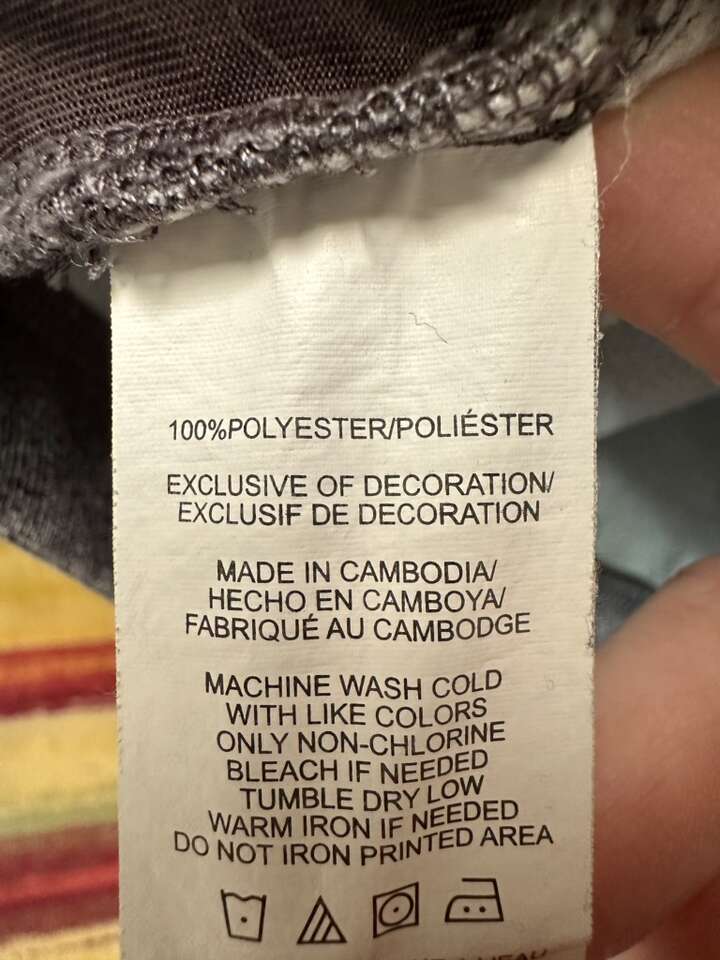 100%POLYESTER/POLIÉSTER
EXCLUSIVE OF DECORATION/
EXCLUSIF DE DECORATION
MADE IN CAMBODIA/
HECHO EN CAMBOYA/
FABRIQUÉ AU CAMBODGE
MACHINE WASH COLD
WITH LIKE COLORS
ONLY NON-CHLORINE
BLEACH IF NEEDED
TUMBLE DRY LOW
WARM IRON IF NEEDED
DO NOT IRON PRINTED AREA